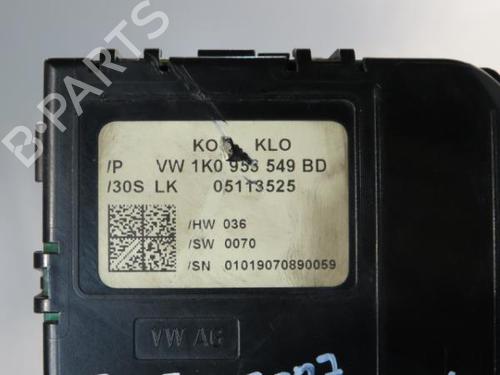 B-PARTS
KO KLO
/P VW 1K0 953 549 BD
/30S LK 05113525
/HW 036
/SW 0070
/SN 01019070890059
VW AG